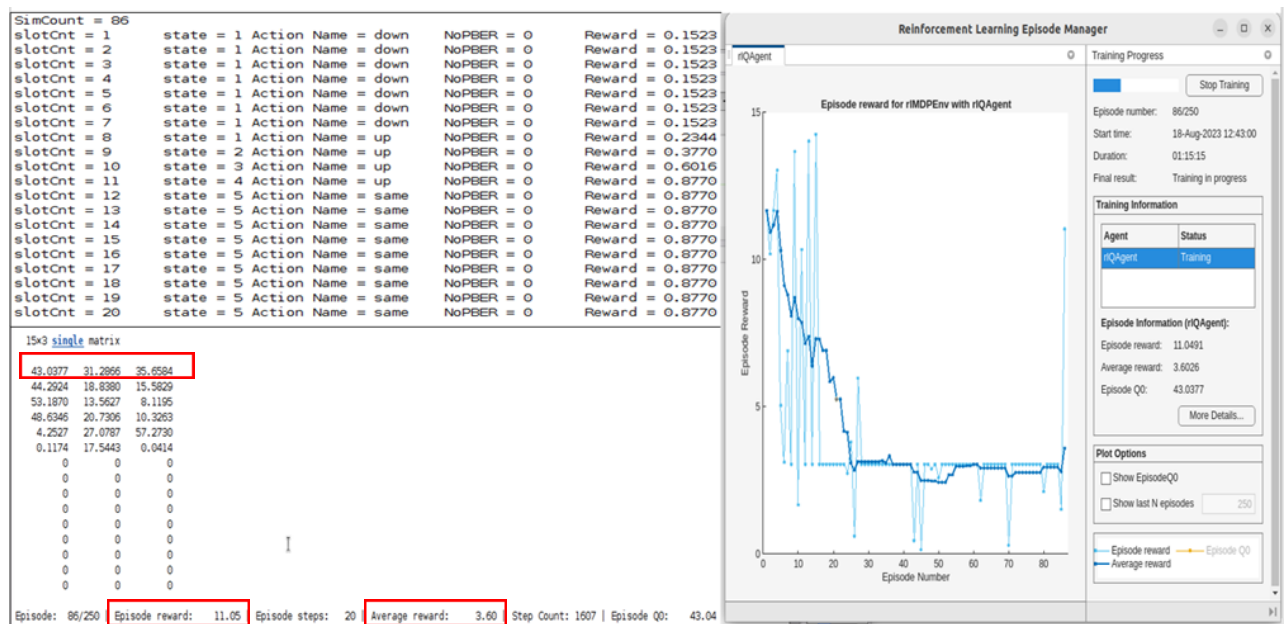 SimCount = 86
slotCnt = 1 state = 1 Action Name = down NoPBER = 0 Reward = 0.1523
slotCnt = 2 state = 1 Action Name = down NoPBER = 0 Reward = 0.1523
slotCnt = 3 state = 1 Action Name = down NoPBER = 0 Reward = 0.1523
slotCnt = 4 state = 1 Action Name = down NoPBER = 0 Reward = 0.1523
slotCnt = 5 state = 1 Action Name = down NoPBER = 0 Reward = 0.1523
slotCnt = 6 state = 1 Action Name = down NoPBER = 0 Reward = 0.1523
slotCnt = 7 state = 1 Action Name = down NoPBER = 0 Reward = 0.1523
slotCnt = 8 state = 1 Action Name = up NoPBER = 0 Reward = 0.2344
slotCnt = 9 state = 2 Action Name = up NoPBER = 0 Reward = 0.3770
slotCnt = 10 state = 3 Action Name = up NoPBER = 0 Reward = 0.6016
slotCnt = 11 state = 4 Action Name = up NoPBER = 0 Reward = 0.8770
slotCnt = 12 state = 5 Action Name = same NoPBER = 0 Reward = 0.8770
slotCnt = 13 state = 5 Action Name = same NoPBER = 0 Reward = 0.8770
slotCnt = 14 state = 5 Action Name = same NoPBER = 0 Reward = 0.8770
slotCnt = 15 state = 5 Action Name = same NoPBER = 0 Reward = 0.8770
slotCnt = 16 state = 5 Action Name = same NoPBER = 0 Reward = 0.8770
slotCnt = 17 state = 5 Action Name = same NoPBER = 0 Reward = 0.8770
slotCnt = 18 state = 5 Action Name = same NoPBER = 0 Reward = 0.8770
slotCnt = 19 state = 5 Action Name = same NoPBER = 0 Reward = 0.8770
slotCnt = 20 state = 5 Action Name = same NoPBER = 0 Reward = 0.8770
15×3 single matrix
43.0377 31.2866 35.6584
44.2924 18.8380 15.5829
53.1870 13.5627 8.1195
48.6346 20.7306 10.3263
4.2527 27.0787 57.2730
0.1174 17.5443 0.0414
0 0 0
0 0 0
0 0 0
0 0 0
0 0 0
0 0 0
0 0 0
0 0 0
0 0 0
Episode: 86/250 | Episode reward: 11.05 | Episode steps: 20 | Average reward: 3.60 | Step Count: 1607 | Episode Q0: 43.04
Reinforcement Learning Episode Manager
rlQAgent
Episode reward for rlMDPEnv with rlQAgent
Episode Reward
15
10
5
0
0 10 20 30 40 50 60 70 80
Episode Number
Training Progress
Stop Training
Episode number: 86/250
Start time: 18-Aug-2023 12:43:00
Duration: 01:15:15
Final result: Training in progress
Training Information
Agent Status
rlQAgent Training
Episode Information (rlQAgent):
Episode reward: 11.0491
Average reward: 3.6026
Episode Q0: 43.0377
More Details...
Plot Options
Show EpisodeQ0
Show last N episodes 250
Episode reward Episode Q0
Average reward